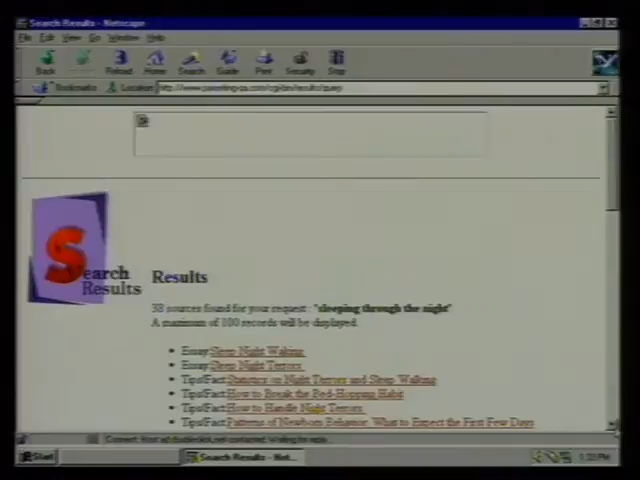 Search Results - Netscape
File Edit View Go Window Help
Back Reload Home Search Guide Print Security Stop
Bookmarks Location:
Search
Results
Results
38 sources found for your request : "sleeping through the night"
A maximum of 100 records will be displayed.
Essay:Sleep Night Waking
Essay:Sleep Night Terrors
Tips/Fact:Statistics on Night Terrors and Sleep Walking
Tips/Fact:How to Break the Bed-Hopping Habit
Tips/Fact:How to Handle Night Terrors
Tips/Fact:Patterns of Newborn Behavior: What to Expect the First Few Days
Start Search Results - Net...